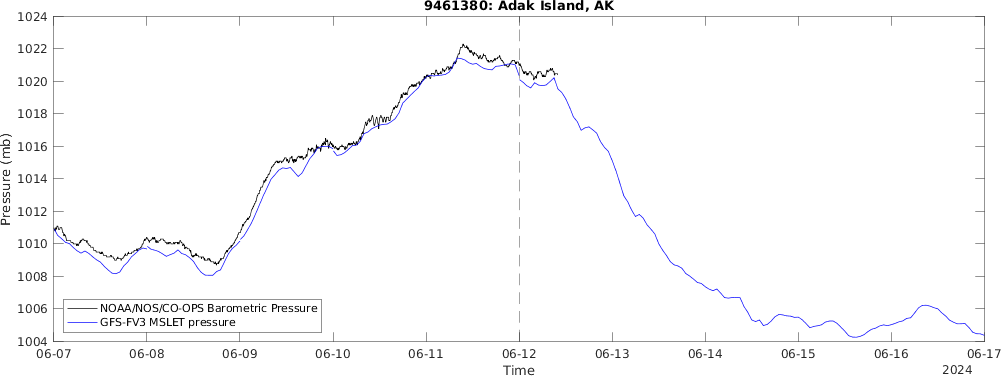 9461380: Adak Island, AK
1024
1022
1020
1018
1016
1014
1012
1010
1008
1006
1004
Pressure (mb)
NOAA/NOS/CO-OPS Barometric Pressure
GFS-FV3 MSLET pressure
06-07 06-08 06-09 06-10 06-11 06-12 06-13 06-14 06-15 06-16 06-17
Time
2024